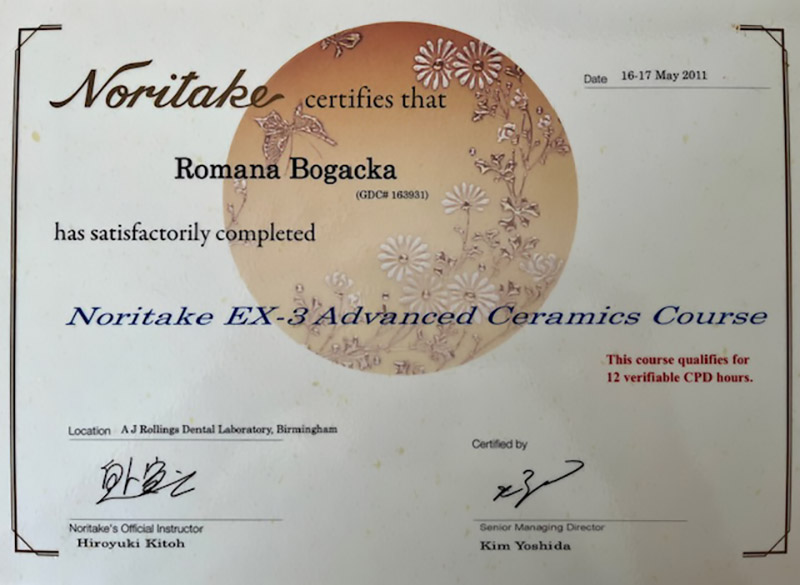 Noritake certifies that
Date 16-17 May 2011
Romana Bogacka
(GDC# 163931)
has satisfactorily completed
Noritake EX-3 Advanced Ceramics Course
This course qualifies for
12 verifiable CPD hours.
Location A J Rollings Dental Laboratory, Birmingham
Certified by
Noritake's Official Instructor
Hiroyuki Kitoh
Senior Managing Director
Kim Yoshida